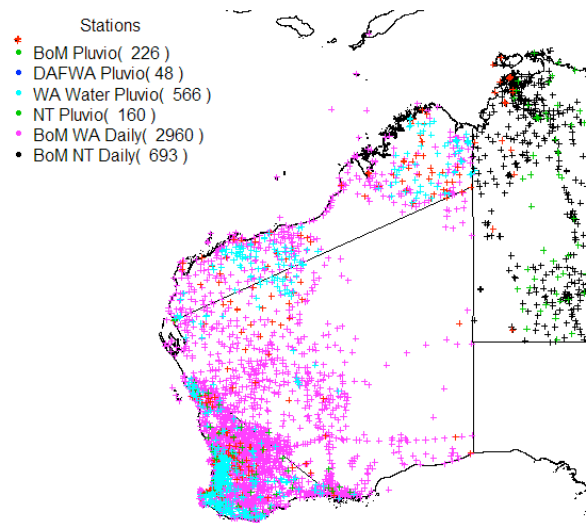 Stations
BoM Pluvio( 226 )
DAFWA Pluvio( 48 )
WA Water Pluvio( 566 )
NT Pluvio( 160 )
BoM WA Daily( 2960 )
BoM NT Daily( 693 )